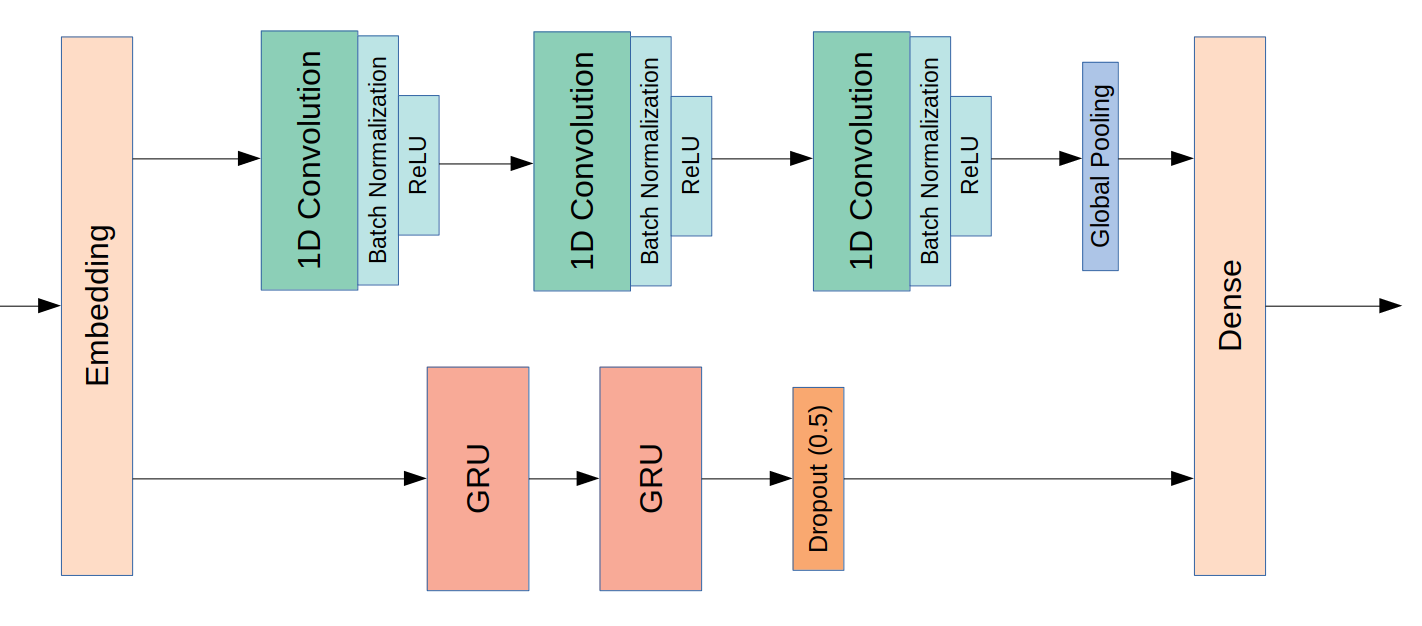 Embedding
1D Convolution
Batch Normalization
ReLU
1D Convolution
Batch Normalization
ReLU
1D Convolution
Batch Normalization
ReLU
Global Pooling
GRU
GRU
Dropout (0.5)
Dense